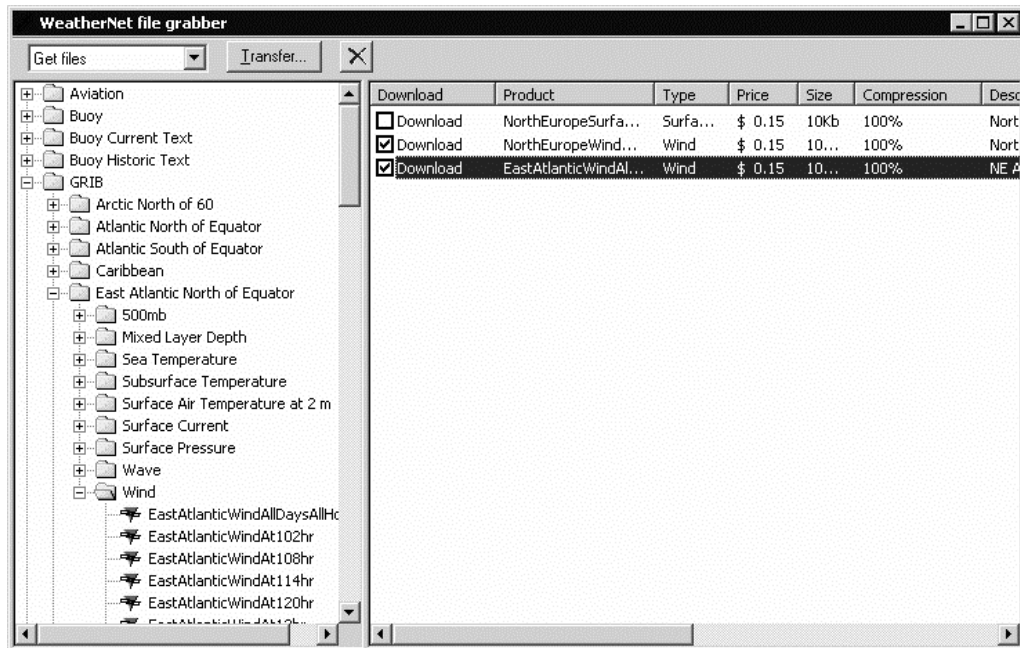 WeatherNet file grabber
Get files Transfer...
Aviation
Buoy
Buoy Current Text
Buoy Historic Text
GRIB
Arctic North of 60
Atlantic North of Equator
Atlantic South of Equator
Caribbean
East Atlantic North of Equator
500mb
Mixed Layer Depth
Sea Temperature
Subsurface Temperature
Surface Air Temperature at 2 m
Surface Current
Surface Pressure
Wave
Wind
EastAtlanticWindAllDaysAllHo
EastAtlanticWindAt102hr
EastAtlanticWindAt108hr
EastAtlanticWindAt114hr
EastAtlanticWindAt120hr
Download Product Type Price Size Compression Desc
Download NorthEuropeSurfa... Surfa... $ 0.15 10Kb 100% Nort
Download NorthEuropeWind... Wind $ 0.15 10... 100% Nort
Download EastAtlanticWindAl... Wind $ 0.15 10... 100% NE A